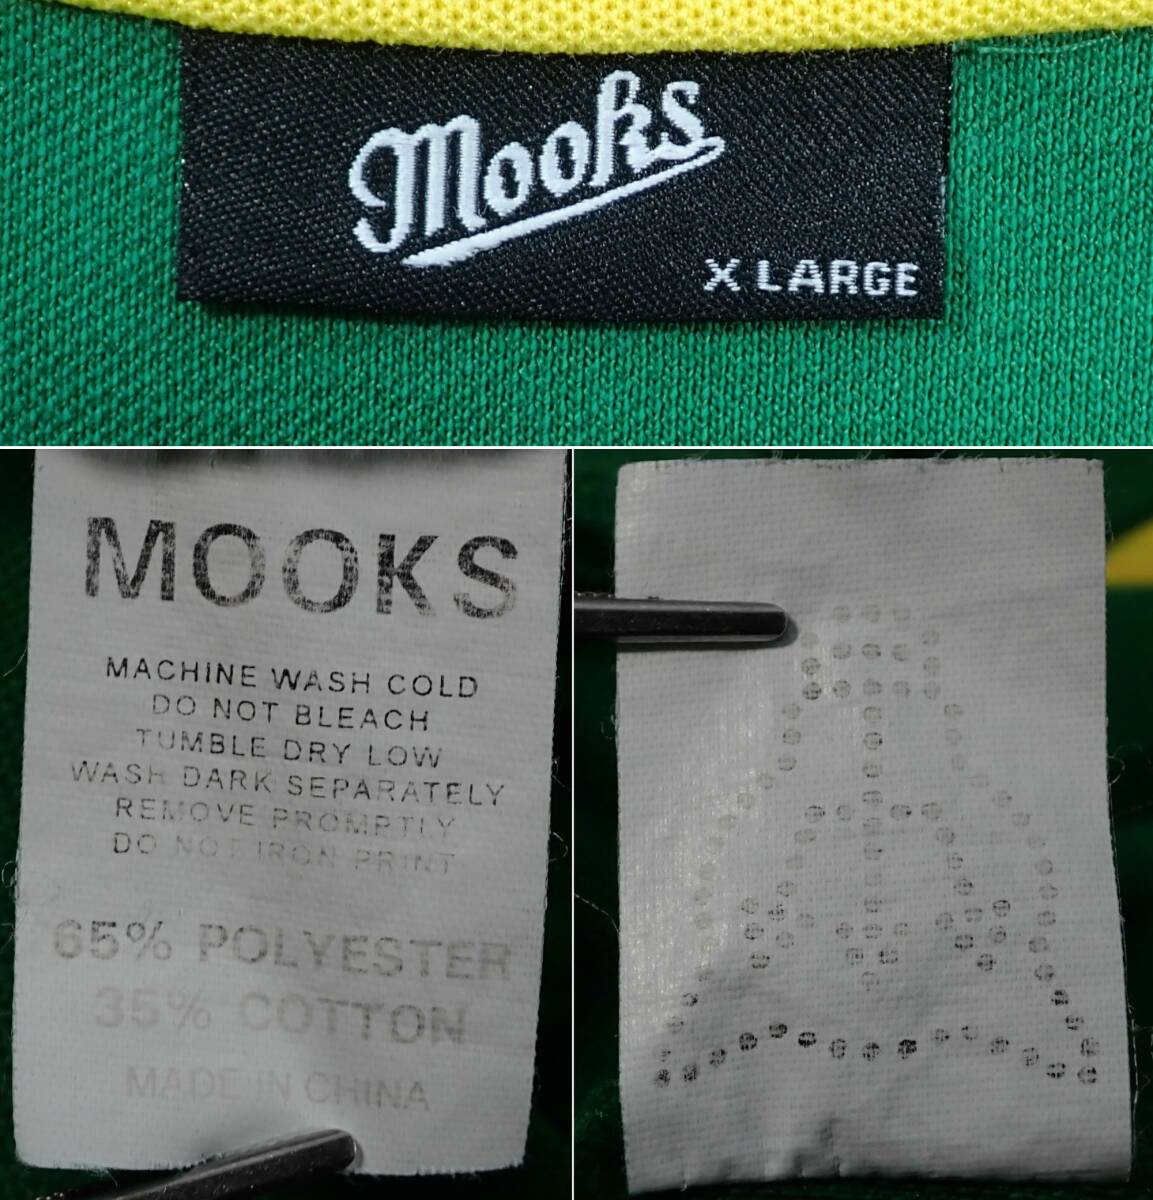 Mooks
X LARGE
MOOKS
MACHINE WASH COLD
DO NOT BLEACH
TUMBLE DRY LOW
WASH DARK SEPARATELY
REMOVE PROMPTLY
DO NOT IRON PRINT
65% POLYESTER
35% COTTON
MADE IN CHINA